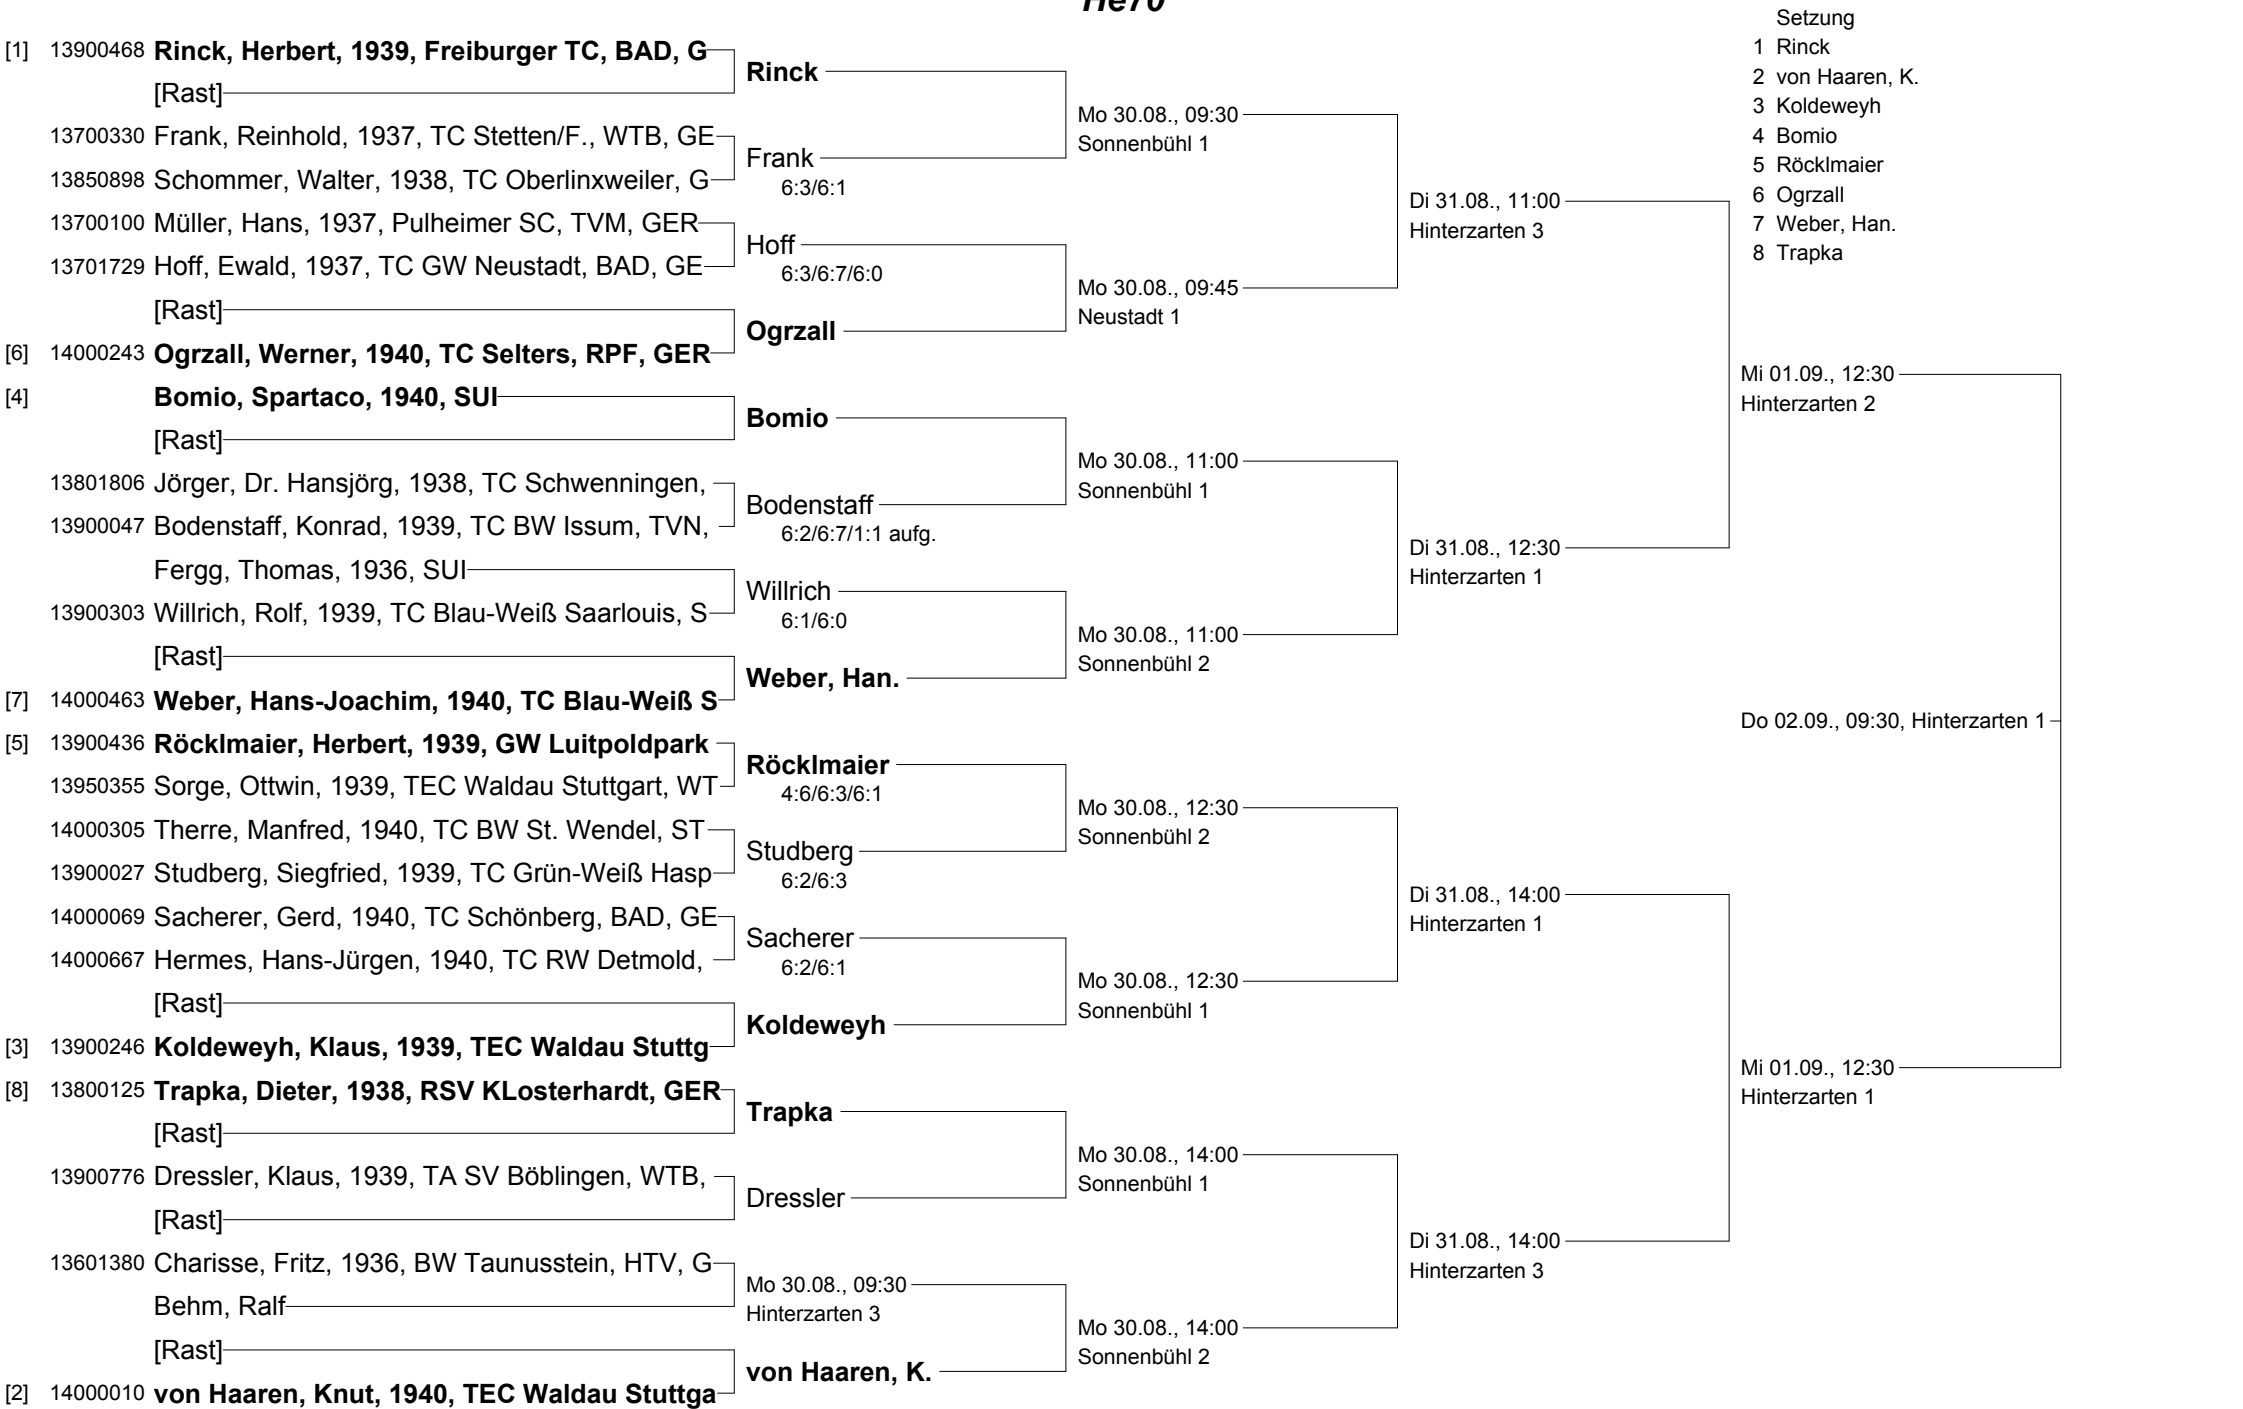 He70
Setzung
1 Rinck
2 von Haaren, K.
3 Koldeweyh
4 Bomio
5 Röcklmaier
6 Ogrzall
7 Weber, Han.
8 Trapka
[1] 13900468 Rinck, Herbert, 1939, Freiburger TC, BAD, G
[Rast]
13700330 Frank, Reinhold, 1937, TC Stetten/F., WTB, GE
13850898 Schommer, Walter, 1938, TC Oberlinxweiler, G
13700100 Müller, Hans, 1937, Pulheimer SC, TVM, GER
13701729 Hoff, Ewald, 1937, TC GW Neustadt, BAD, GE
[Rast]
[6] 14000243 Ogrzall, Werner, 1940, TC Selters, RPF, GER
[4] Bomio, Spartaco, 1940, SUI
[Rast]
13801806 Jörger, Dr. Hansjörg, 1938, TC Schwenningen,
13900047 Bodenstaff, Konrad, 1939, TC BW Issum, TVN,
Fergg, Thomas, 1936, SUI
13900303 Willrich, Rolf, 1939, TC Blau-Weiß Saarlouis, S
[Rast]
[7] 14000463 Weber, Hans-Joachim, 1940, TC Blau-Weiß S
[5] 13900436 Röcklmaier, Herbert, 1939, GW Luitpoldpark
13950355 Sorge, Ottwin, 1939, TEC Waldau Stuttgart, WT
14000305 Therre, Manfred, 1940, TC BW St. Wendel, ST
13900027 Studberg, Siegfried, 1939, TC Grün-Weiß Hasp
14000069 Sacherer, Gerd, 1940, TC Schönberg, BAD, GE
14000667 Hermes, Hans-Jürgen, 1940, TC RW Detmold,
[Rast]
[3] 13900246 Koldeweyh, Klaus, 1939, TEC Waldau Stuttg
[8] 13800125 Trapka, Dieter, 1938, RSV KLosterhardt, GER
[Rast]
13900776 Dressler, Klaus, 1939, TA SV Böblingen, WTB,
[Rast]
13601380 Charisse, Fritz, 1936, BW Taunusstein, HTV, G
Behm, Ralf
[Rast]
[2] 14000010 von Haaren, Knut, 1940, TEC Waldau Stuttga
Rinck
Frank
6:3/6:1
Hoff
6:3/6:7/6:0
Ogrzall
Bomio
Bodenstaff
6:2/6:7/1:1 aufg.
Willrich
6:1/6:0
Weber, Han.
Röcklmaier
4:6/6:3/6:1
Studberg
6:2/6:3
Sacherer
6:2/6:1
Koldeweyh
Trapka
Dressler
Mo 30.08., 09:30
Hinterzarten 3
von Haaren, K.
Mo 30.08., 09:30
Sonnenbühl 1
Mo 30.08., 09:45
Neustadt 1
Mo 30.08., 11:00
Sonnenbühl 1
Mo 30.08., 11:00
Sonnenbühl 2
Mo 30.08., 12:30
Sonnenbühl 2
Mo 30.08., 12:30
Sonnenbühl 1
Mo 30.08., 14:00
Sonnenbühl 1
Mo 30.08., 14:00
Sonnenbühl 2
Di 31.08., 11:00
Hinterzarten 3
Di 31.08., 12:30
Hinterzarten 1
Di 31.08., 14:00
Hinterzarten 1
Di 31.08., 14:00
Hinterzarten 3
Mi 01.09., 12:30
Hinterzarten 2
Mi 01.09., 12:30
Hinterzarten 1
Do 02.09., 09:30, Hinterzarten 1